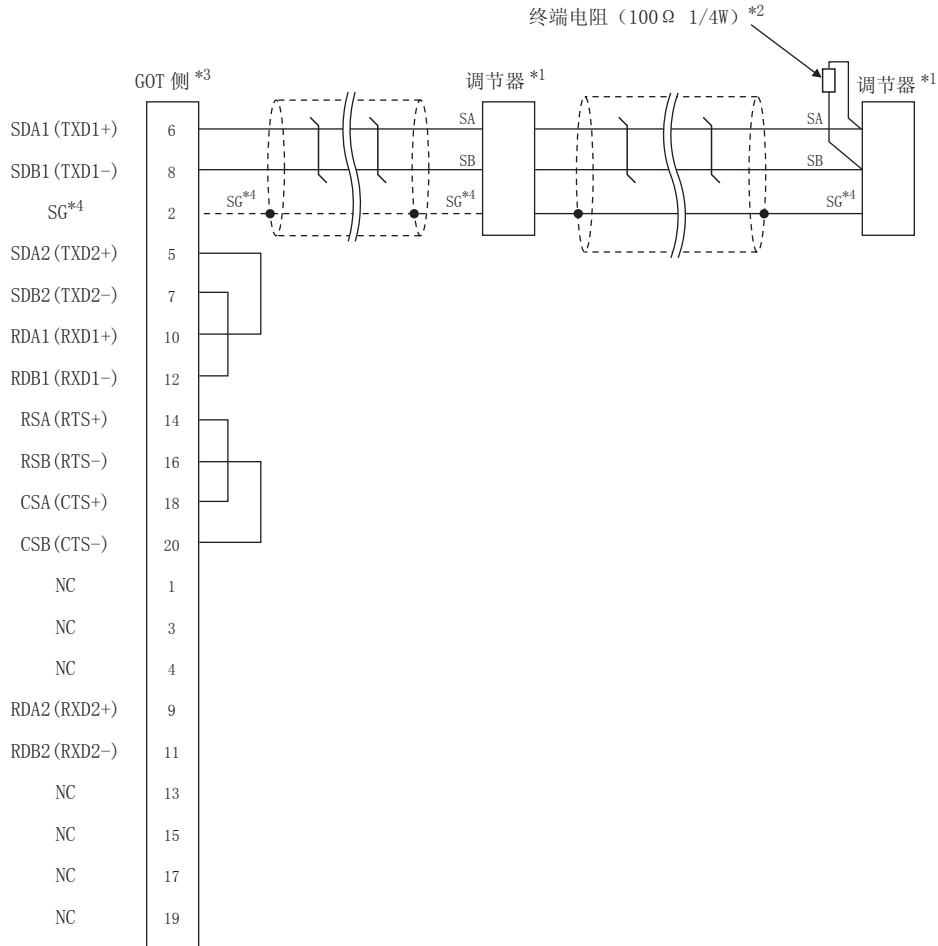 终端电阻（100Ω 1/4W）*2
GOT 侧 *3
调节器 *1
调节器 *1
SDA1(TXD1+) 6 SA SA
SDB1(TXD1-) 8 SB SB
SG*4 2 SG*4 SG*4 SG*4
SDA2(TXD2+) 5
SDB2(TXD2-) 7
RDA1(RXD1+) 10
RDB1(RXD1-) 12
RSA(RTS+) 14
RSB(RTS-) 16
CSA(CTS+) 18
CSB(CTS-) 20
NC 1
NC 3
NC 4
RDA2(RXD2+) 9
RDB2(RXD2-) 11
NC 13
NC 15
NC 17
NC 19